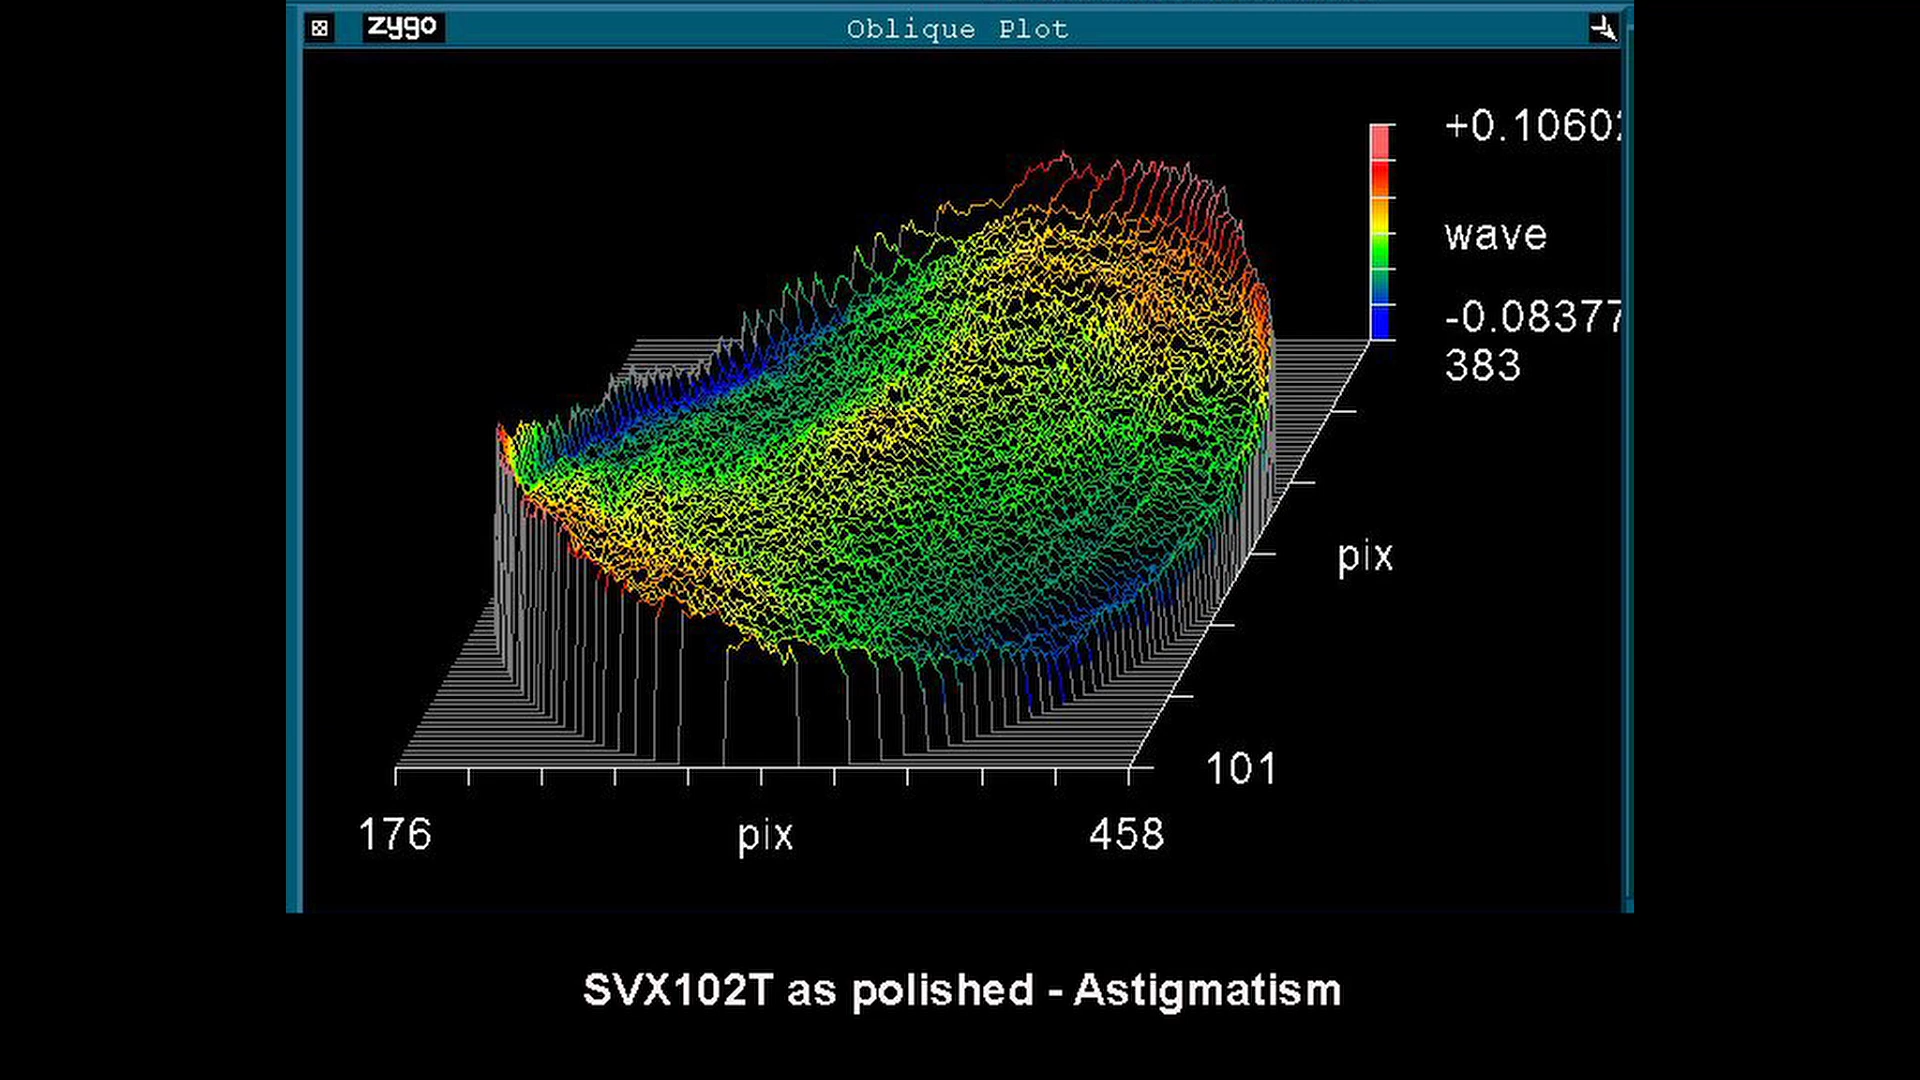 zygo
Oblique Plot
+0.1060
wave
-0.08377
383
pix
101
176
pix
458
SVX102T as polished - Astigmatism